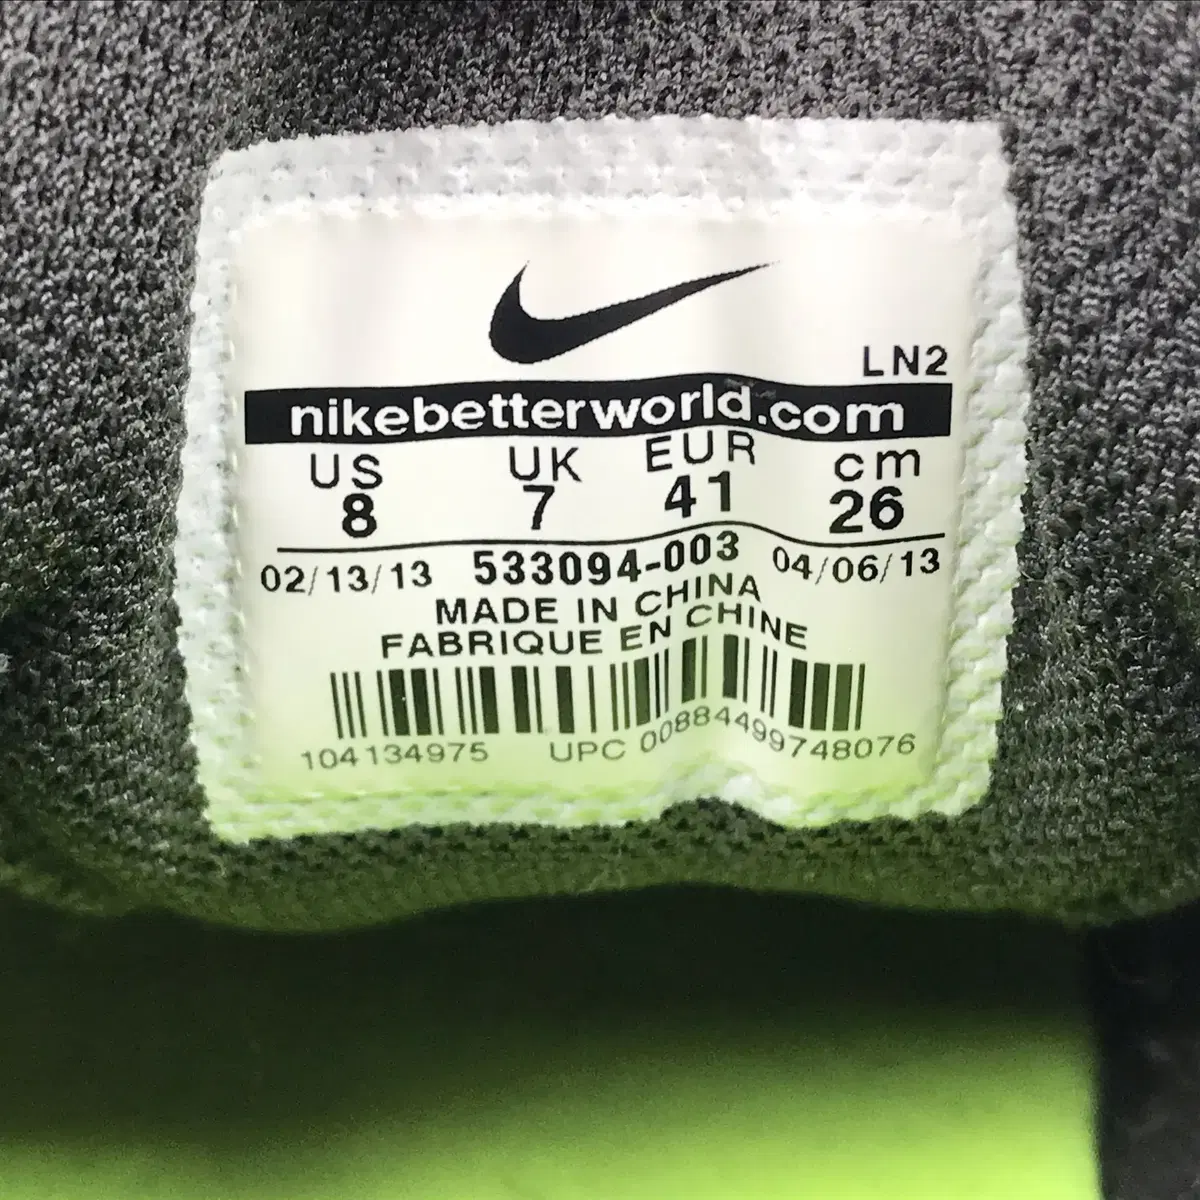 LN2
nikebetterworld.com
US UK EUR cm
8 7 41 26
02/13/13 533094-003 04/06/13
MADE IN CHINA
FABRIQUE EN CHINE
104134975 UPC 00884499748076